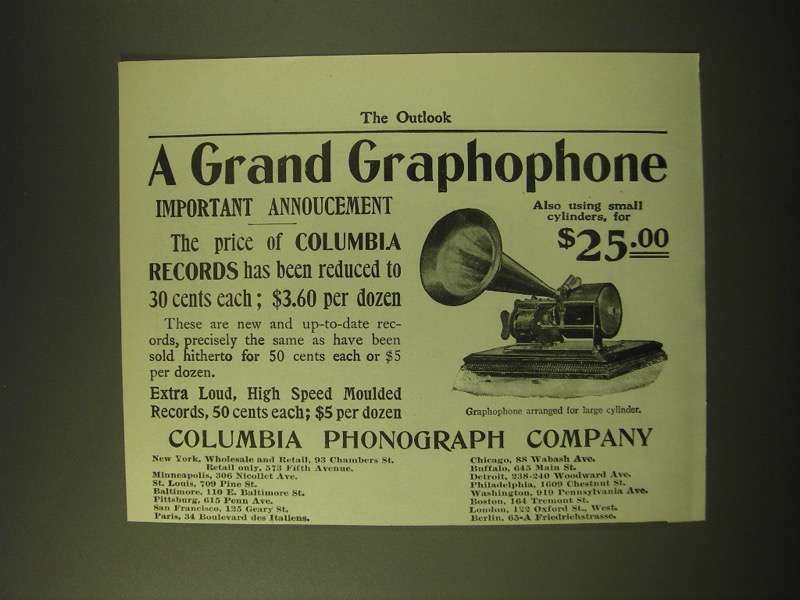 The Outlook
A Grand Graphophone
IMPORTANT ANNOUCEMENT
The price of COLUMBIA
RECORDS has been reduced to
30 cents each; $3.60 per dozen
These are new and up-to-date rec-
ords, precisely the same as have been
sold hitherto for 50 cents each or $5
per dozen.
Extra Loud, High Speed Moulded
Records, 50 cents each; $5 per dozen
Also using small
cylinders, for
$25.00
Graphophone arranged for large cylinder.
COLUMBIA PHONOGRAPH COMPANY
New York, Wholesale and Retail, 93 Chambers St.
Retail only, 573 Fifth Avenue.
Minneapolis, 306 Nicollet Ave.
St. Louis, 709 Pine St.
Baltimore, 110 E. Baltimore St.
Pittsburg, 615 Penn Ave.
San Francisco, 125 Geary St.
Paris, 34 Boulevard des Italiens.
Chicago, 88 Wabash Ave.
Buffalo, 645 Main St.
Detroit, 238-240 Woodward Ave.
Philadelphia, 1609 Chestnut St.
Washington, 919 Pennsylvania Ave.
Boston, 164 Tremont St.
London, 122 Oxford St., West.
Berlin, 65-A Friedrichstrasse.